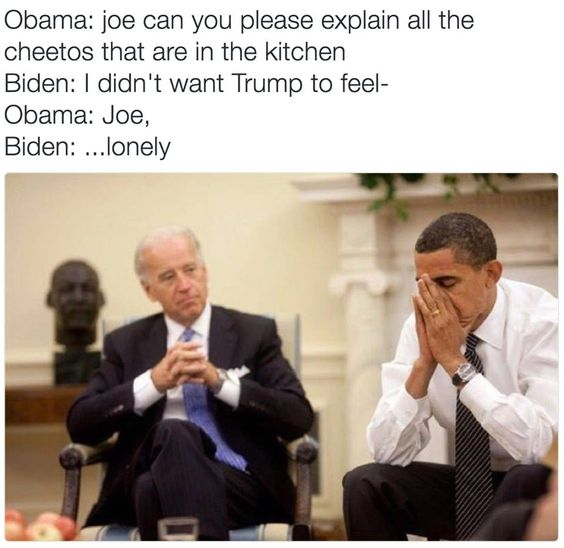 Obama: joe can you please explain all the
cheetos that are in the kitchen
Biden: I didn't want Trump to feel-
Obama: Joe,
Biden: ...lonely